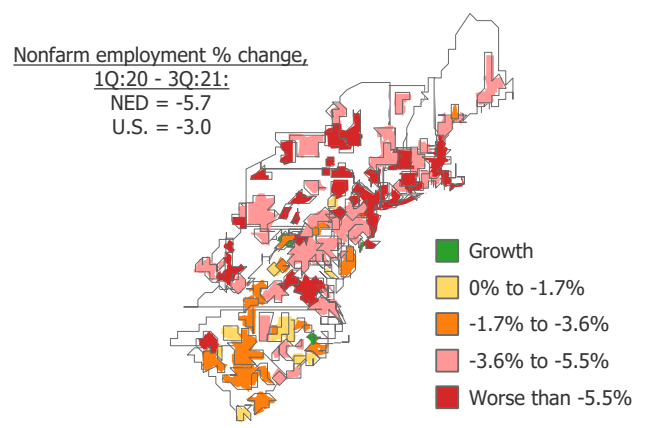 Nonfarm employment % change,
1Q:20 - 3Q:21:
NED = -5.7
U.S. = -3.0
Growth
0% to -1.7%
-1.7% to -3.6%
-3.6% to -5.5%
Worse than -5.5%